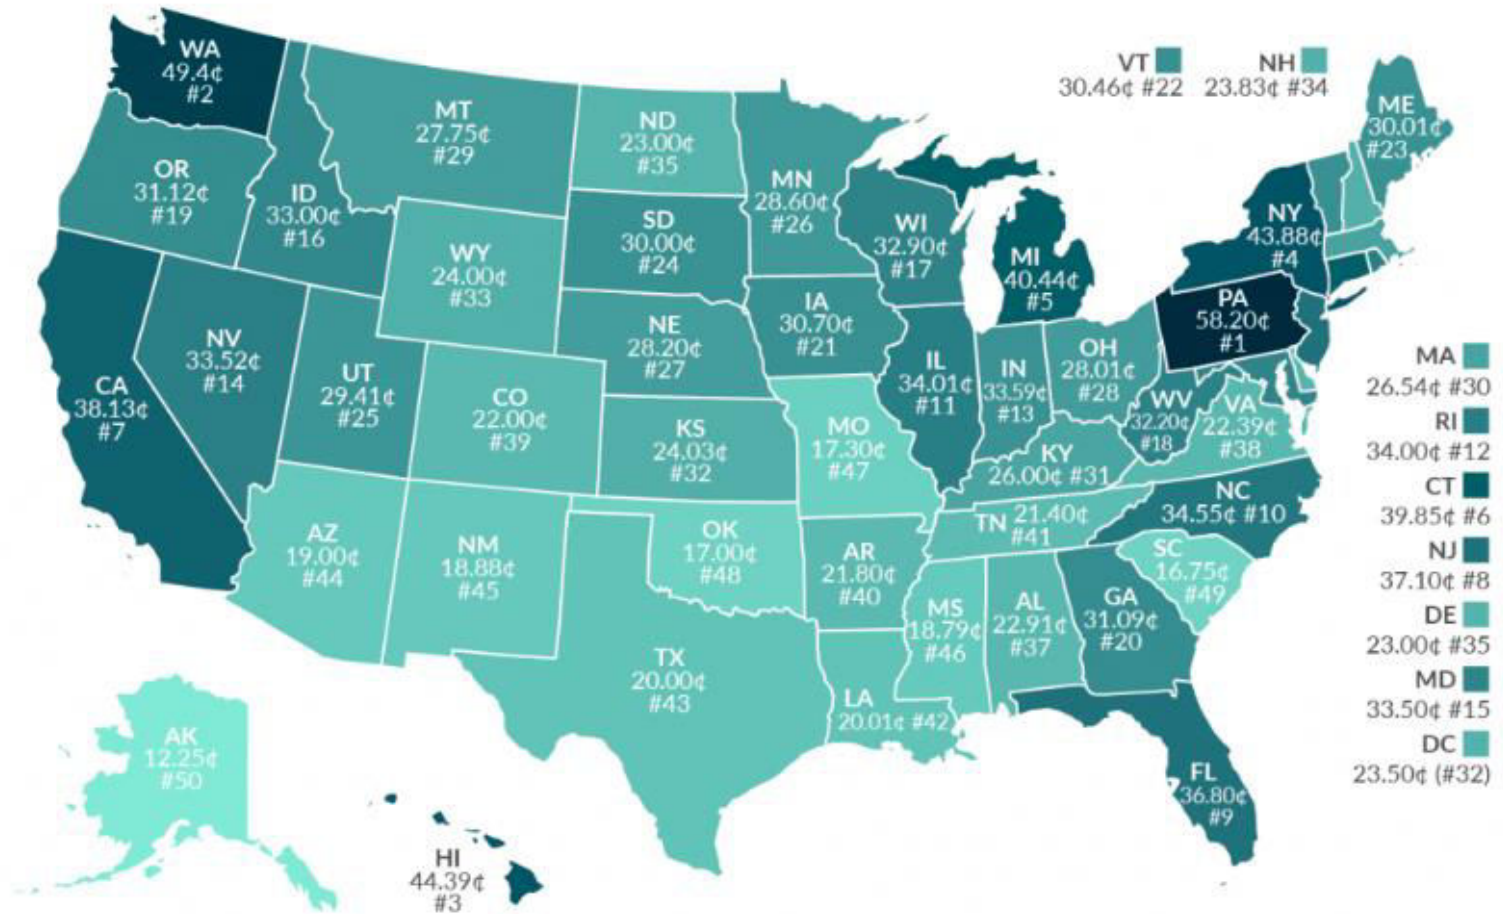 WA
49.4¢
#2
VT
30.46¢ #22
NH
23.83¢ #34
MT
27.75¢
#29
ND
23.00¢
#35
ME
30.01¢
#23
OR
31.12¢
#19
ID
33.00¢
#16
MN
28.60¢
#26
WI
32.90¢
#17
SD
30.00¢
#24
NY
43.88¢
#4
WY
24.00¢
#33
MI
40.44¢
#5
PA
58.20¢
#1
IA
30.70¢
#21
NE
28.20¢
#27
NV
33.52¢
#14
UT
29.41¢
#25
CA
38.13¢
#7
CO
22.00¢
#39
IL
34.01¢
#11
IN
33.59¢
#13
OH
28.01¢
#28
WV
32.20¢
#18
VA
22.39¢
#38
KS
24.03¢
#32
MO
17.30¢
#47
KY
26.00¢ #31
NC
34.55¢ #10
TN 21.40¢
#41
AZ
19.00¢
#44
NM
18.88¢
#45
OK
17.00¢
#48
AR
21.80¢
#40
SC
16.75¢
#49
MS
18.79¢
#46
AL
22.91¢
#37
GA
31.09¢
#20
TX
20.00¢
#43
LA
20.01¢ #42
FL
36.80¢
#9
AK
12.25¢
#50
HI
44.39¢
#3
MA
26.54¢ #30
RI
34.00¢ #12
CT
39.85¢ #6
NJ
37.10¢ #8
DE
23.00¢ #35
MD
33.50¢ #15
DC
23.50¢ (#32)